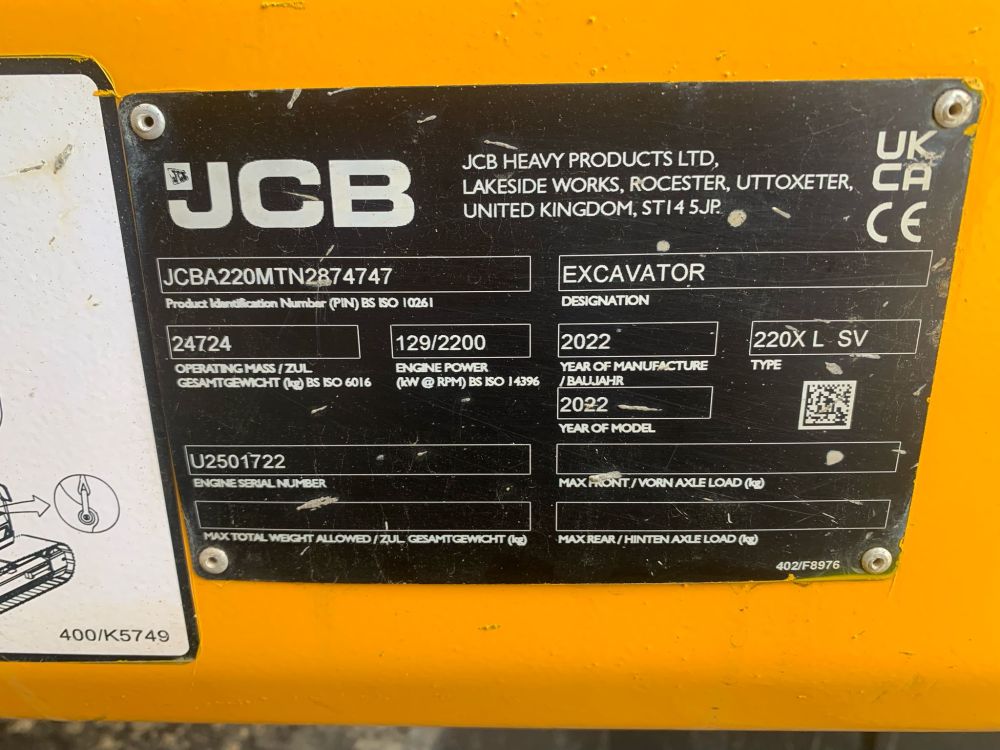 JCB
JCB HEAVY PRODUCTS LTD,
LAKESIDE WORKS, ROCESTER, UTTOXETER,
UNITED KINGDOM, ST14 5JP.
UK
CA
CE
JCBA220MTN2874747
Product Identification Number (PIN) BS ISO 10261
EXCAVATOR
DESIGNATION
24724
OPERATING MASS / ZUL.
GESAMTGEWICHT (kg) BS ISO 6016
129/2200
ENGINE POWER
(kW @ RPM) BS ISO 14396
2022
YEAR OF MANUFACTURE
/ BAUJAHR
220X L SV
TYPE
2022
YEAR OF MODEL
U2501722
ENGINE SERIAL NUMBER
MAX FRONT / VORN AXLE LOAD (kg)
MAX TOTAL WEIGHT ALLOWED / ZUL. GESAMTGEWICHT (kg)
MAX REAR / HINTEN AXLE LOAD (kg)
402/F8976
400/K5749